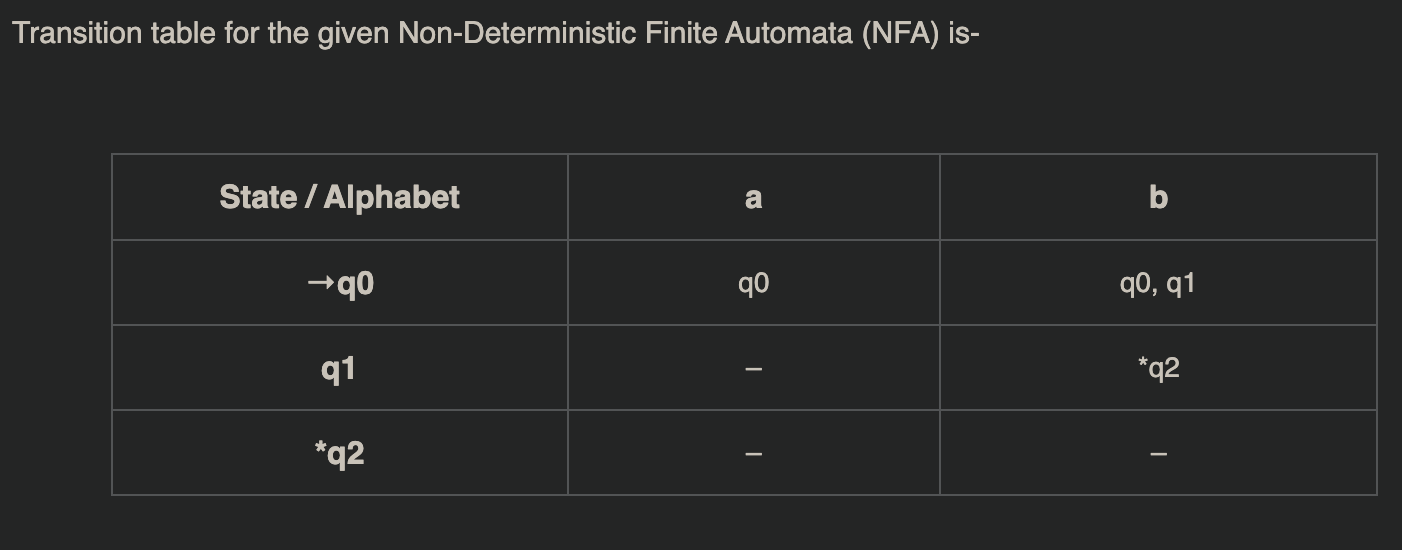 Transition table for the given Non-Deterministic Finite Automata (NFA) is-
State / Alphabet a b
→q0 q0 q0, q1
q1 – *q2
*q2 – –